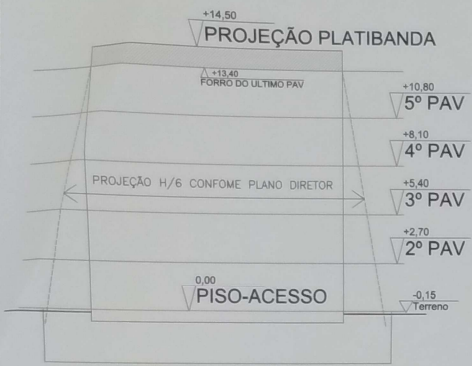 +14,50
PROJEÇÃO PLATIBANDA
+13,40
FORRO DO ULTIMO PAV
+10,80
5º PAV
+8,10
4º PAV
PROJEÇÃO H/6 CONFOME PLANO DIRETOR
+5,40
3º PAV
+2,70
2º PAV
0,00
PISO-ACESSO
-0,15
Terreno